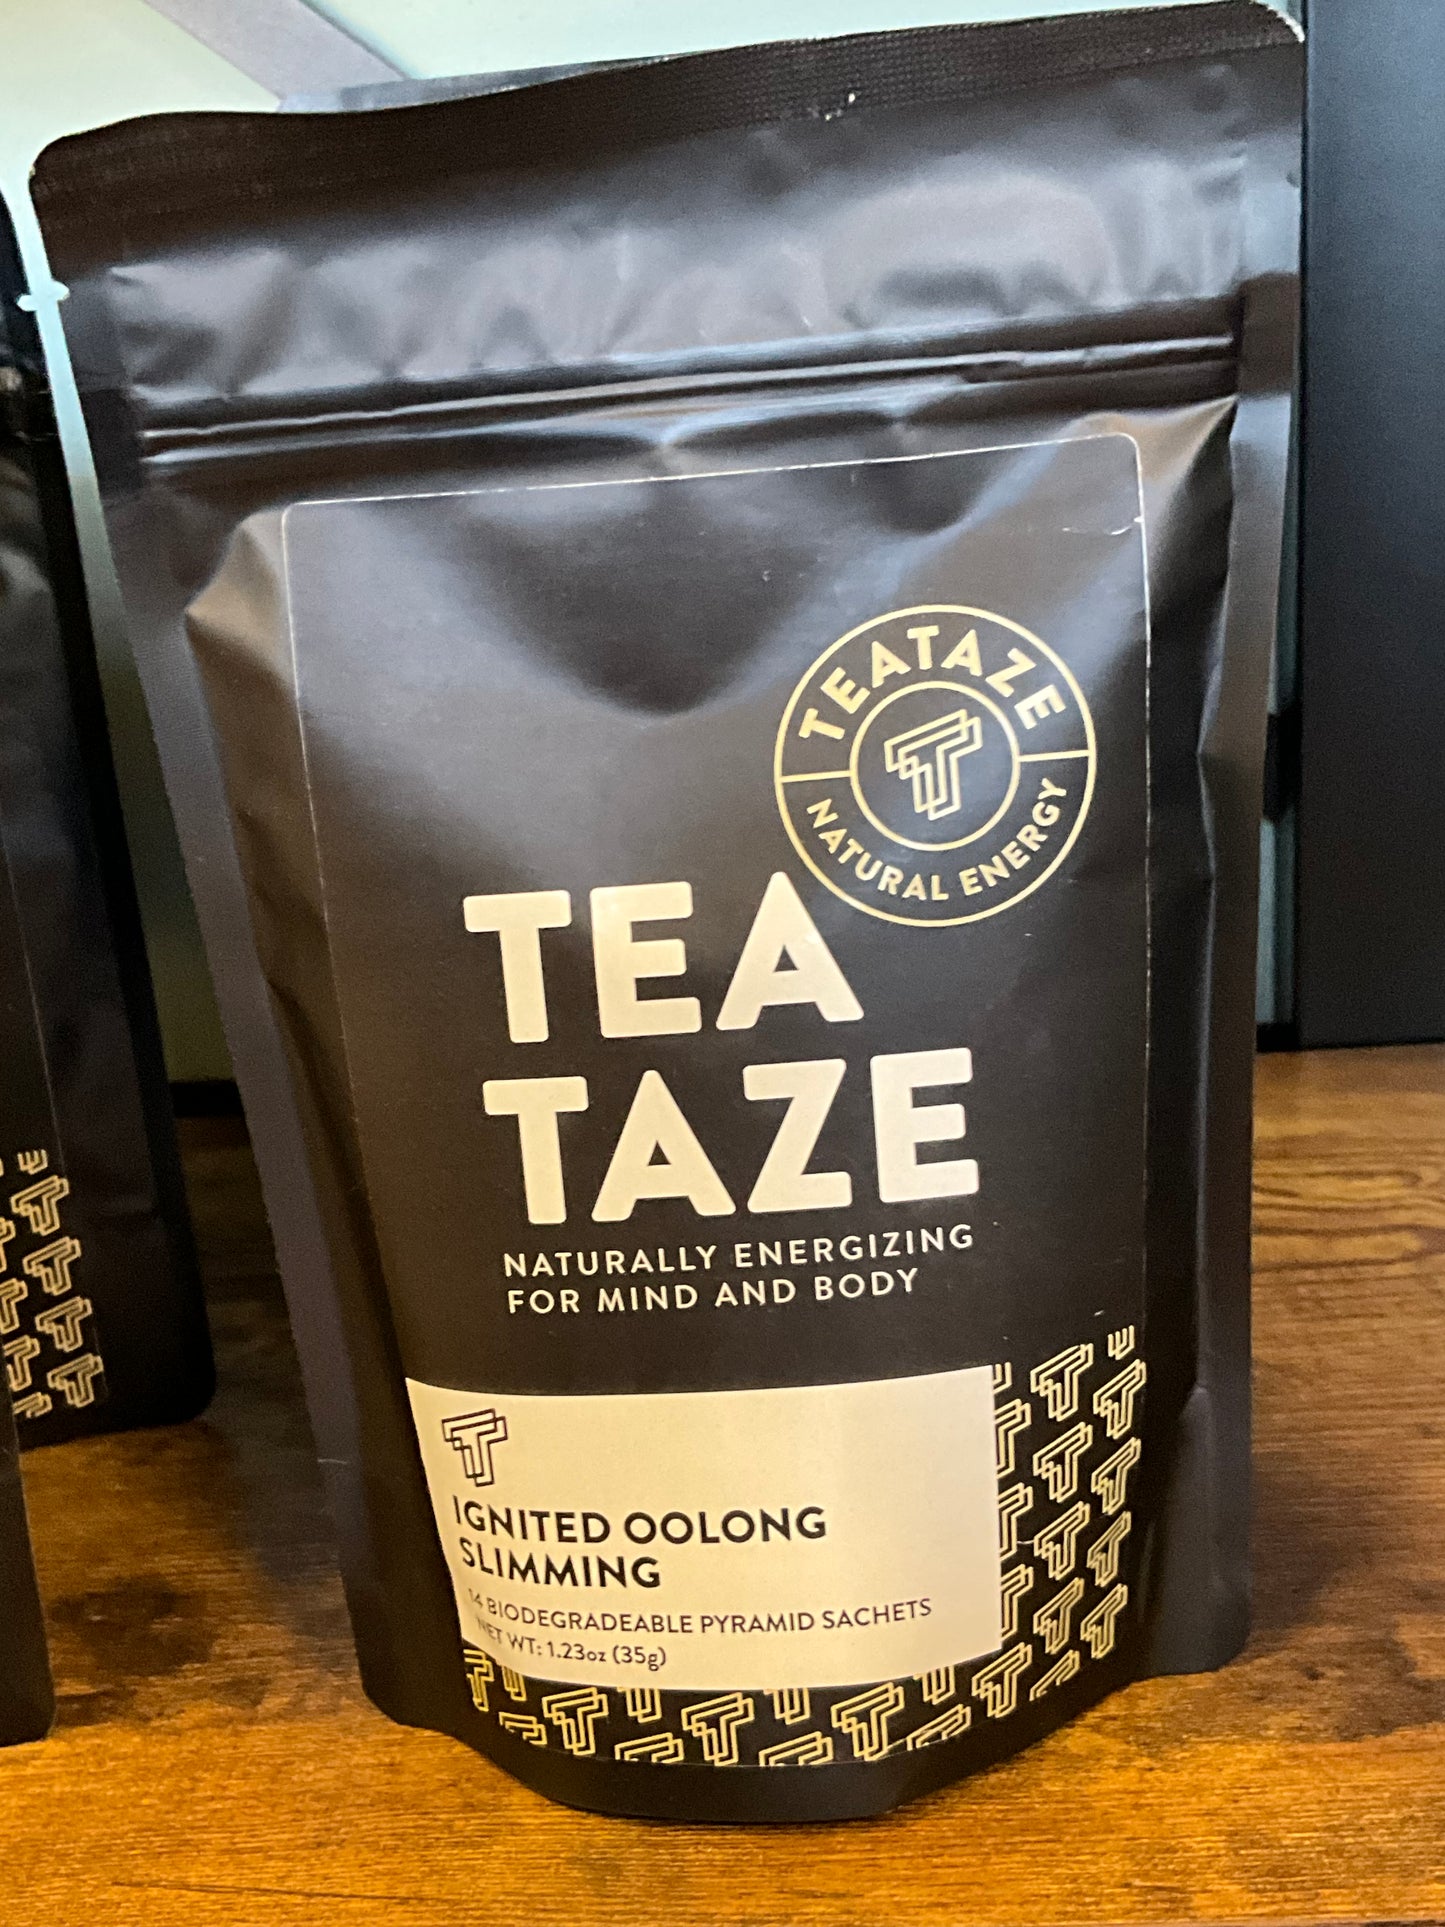 TEATAZE
NATURAL ENERGY
TEA
TAZE
NATURALLY ENERGIZING
FOR MIND AND BODY
IGNITED OOLONG
SLIMMING
14 BIODEGRADEABLE PYRAMID SACHETS
NET WT: 1.23oz (35g)